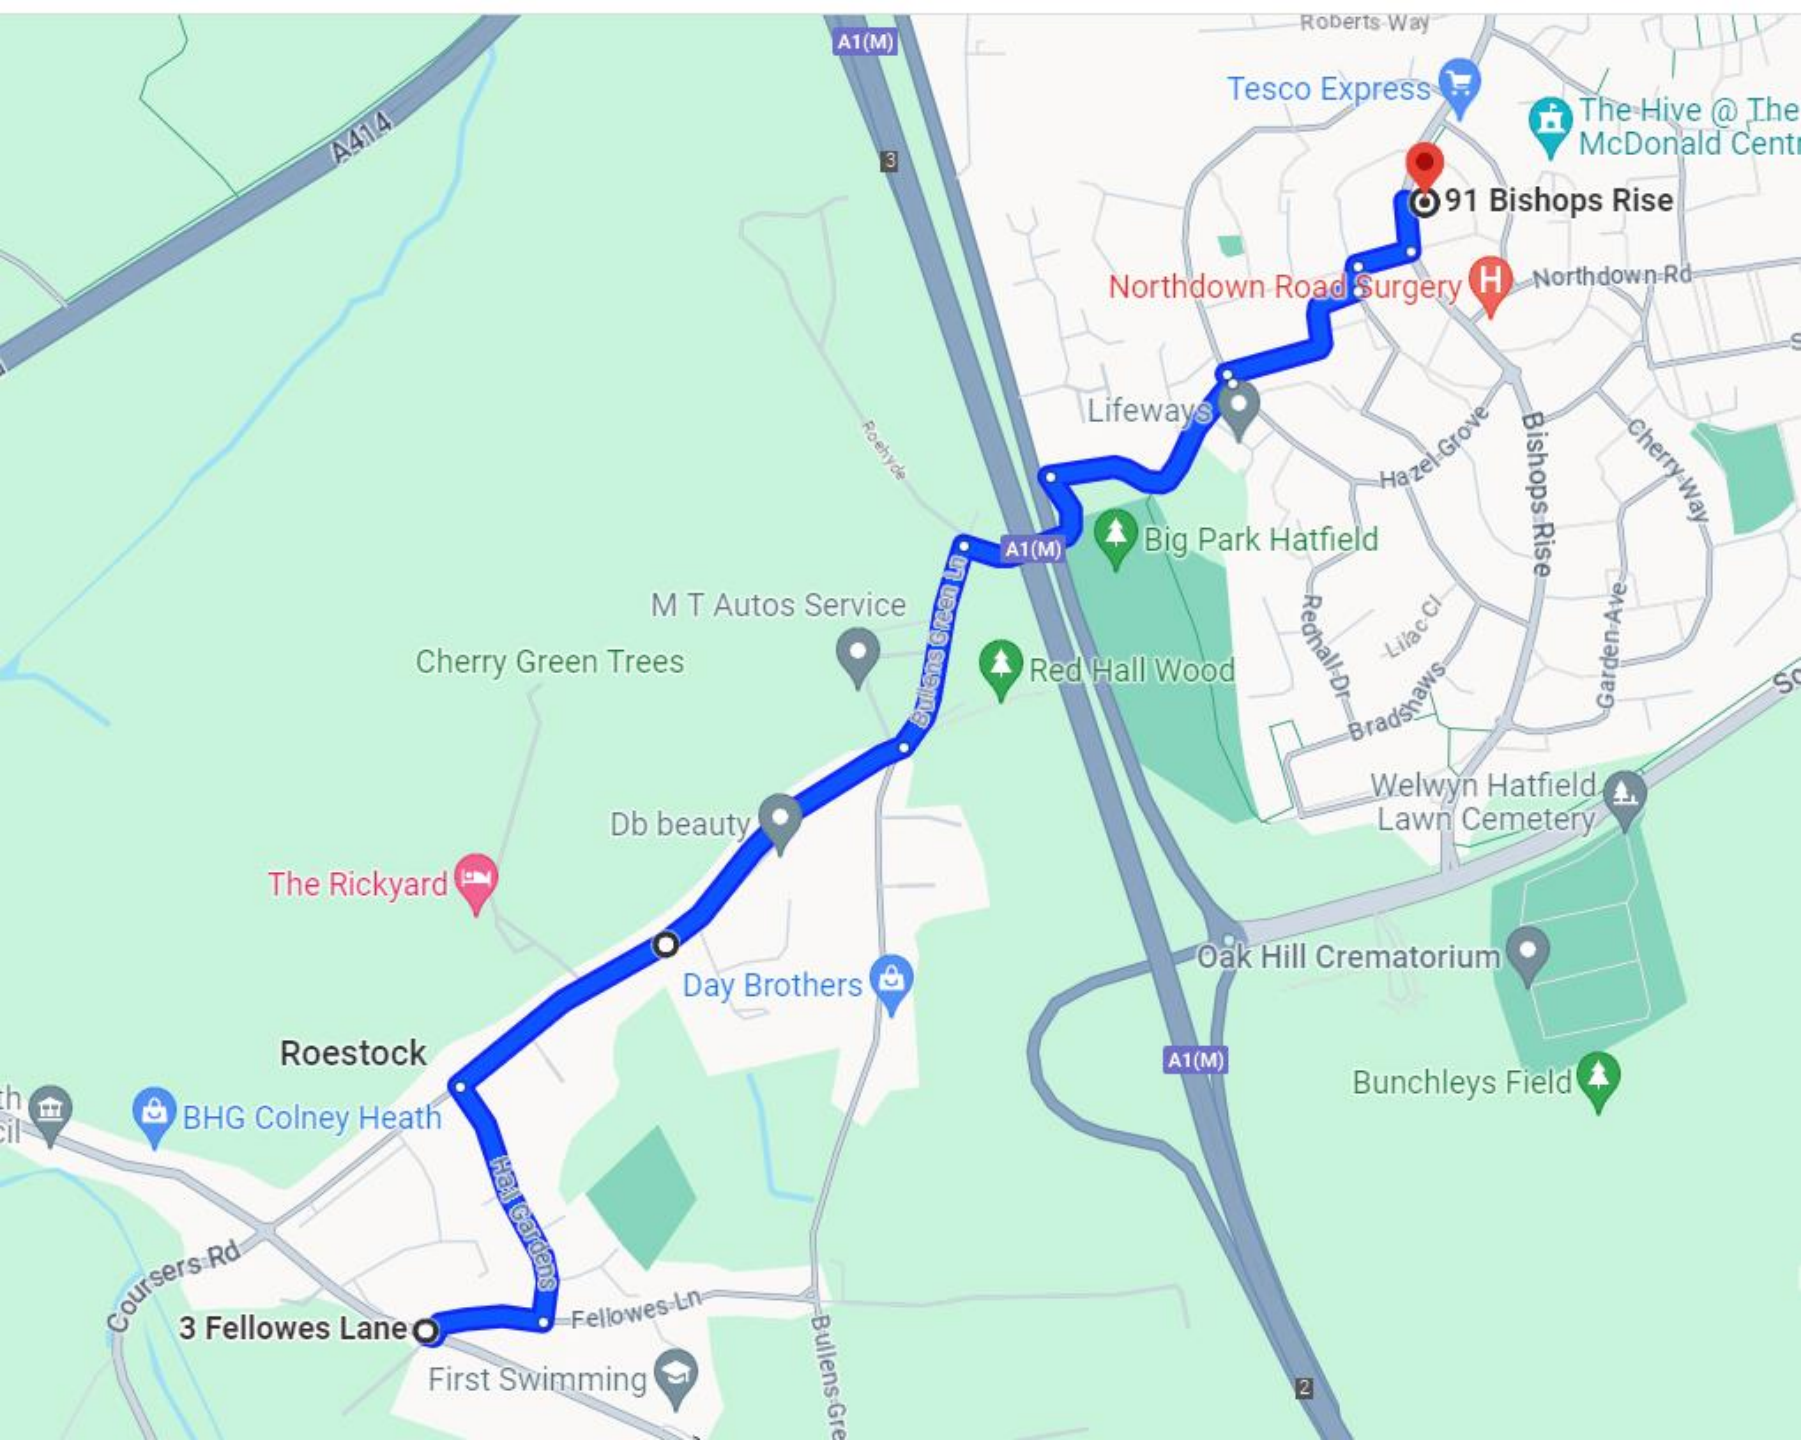 Roberts Way
A1(M)
Tesco Express
The Hive @ The
McDonald Cent
A414
3
91 Bishops Rise
Northdown Rd
Northdown Road Surgery
Lifeways
Roehyde
Hazel Grove
Bishops Rise
Cherry Way
A1(M)
Big Park Hatfield
Bullens Green Ln
M T Autos Service
Cherry Green Trees
Red Hall Wood
Redhall Dr
Lilac Cl
Garden Ave
Bradshaws
Welwyn Hatfield
Lawn Cemetery
Db beauty
The Rickyard
Oak Hill Crematorium
Day Brothers
Roestock
A1(M)
Bunchleys Field
BHG Colney Heath
Hall Gardens
Coursers Rd
3 Fellowes Lane
Fellowes Ln
Bullens Gre
First Swimming
2